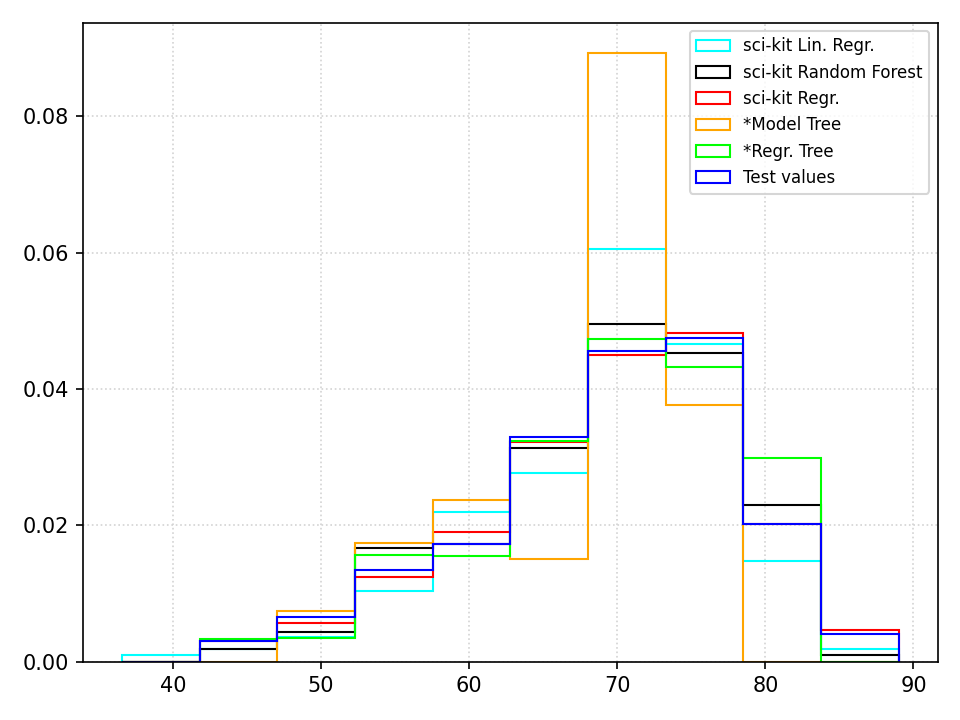 sci-kit Lin. Regr.
sci-kit Random Forest
sci-kit Regr.
*Model Tree
*Regr. Tree
Test values
0.08
0.06
0.04
0.02
0.00
40 50 60 70 80 90